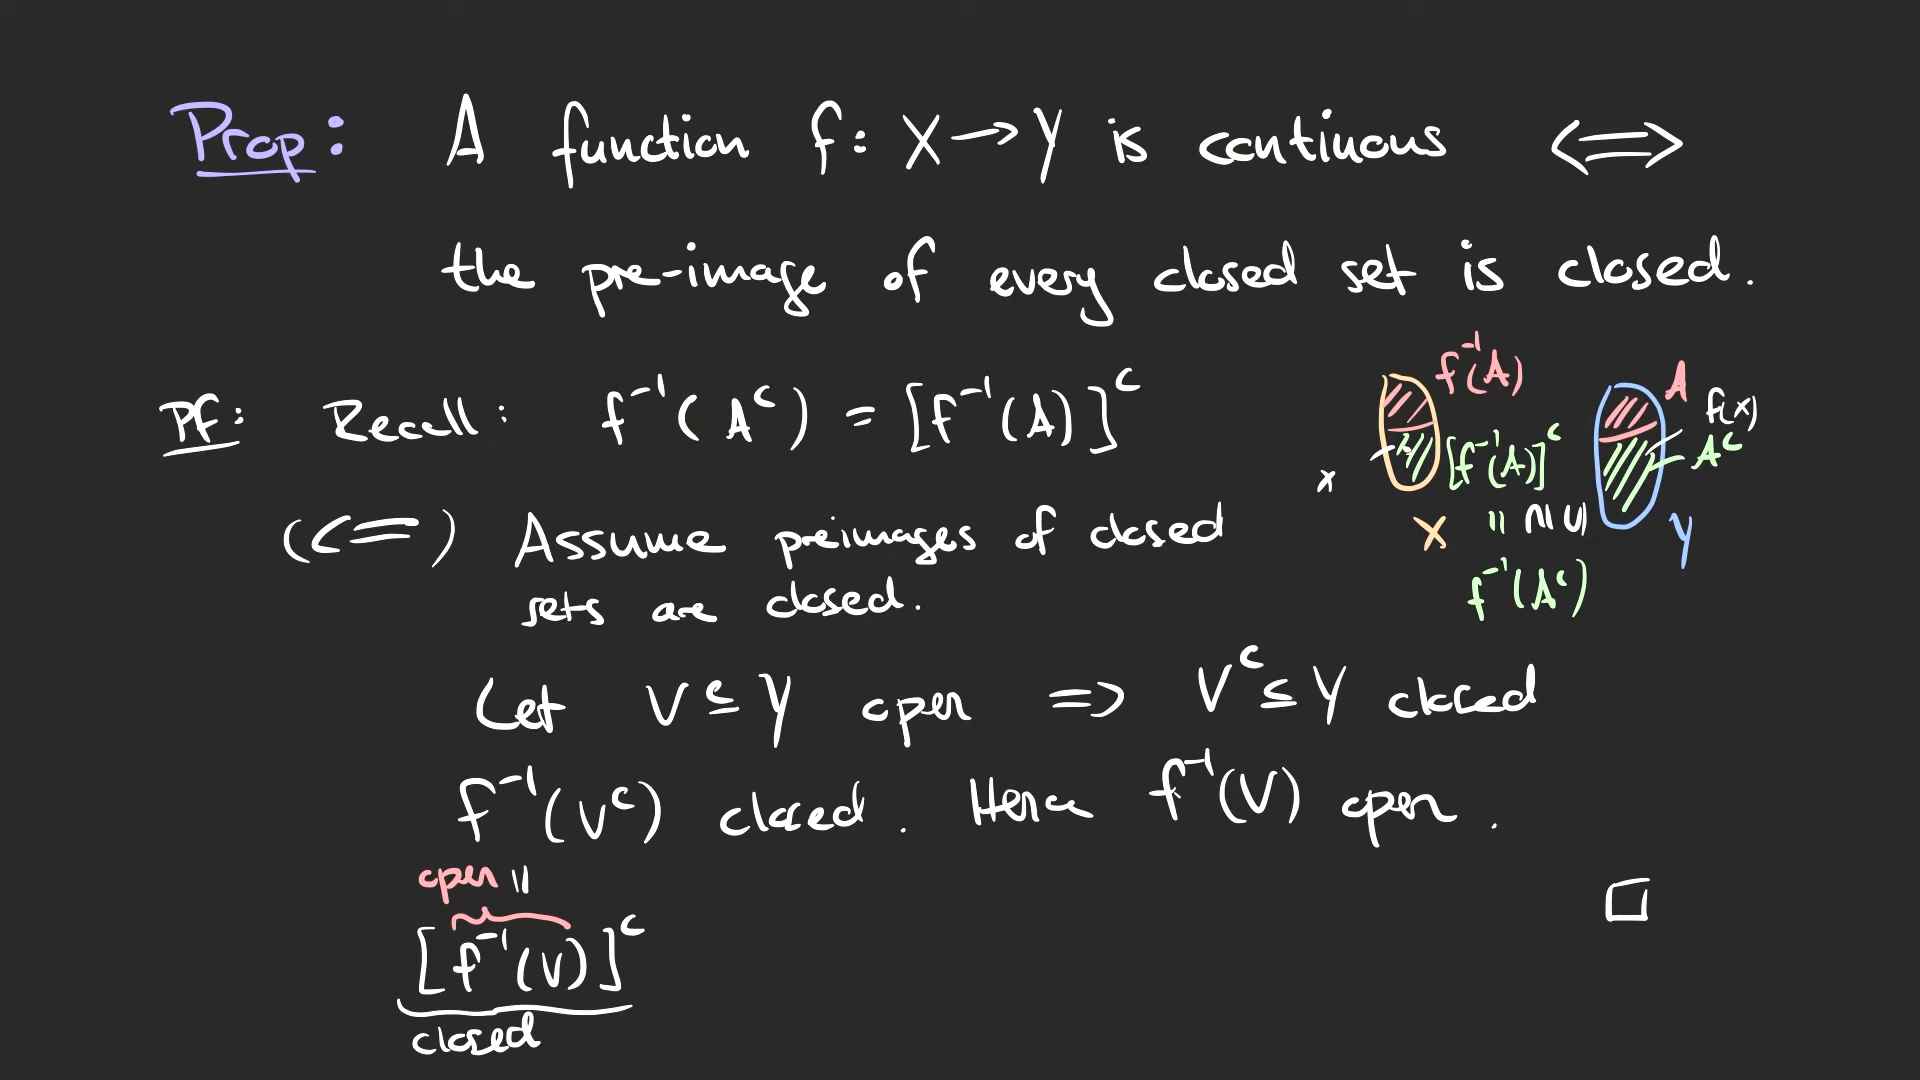 Prop: A function f: X → Y is continous ⟺
the pre-image of every closed set is closed.
Pf: Recall: f⁻¹(Aᶜ) = [f⁻¹(A)]ᶜ
f⁻¹(A) A f(x)
x [f⁻¹(A)]ᶜ Aᶜ
X || ∩| ∪| Y
f⁻¹(Aᶜ)
(<=) Assume preimages of closed
sets are closed.
Let V ⊆ Y open => Vᶜ ⊆ Y closed
f⁻¹(Vᶜ) closed. Hence f⁻¹(V) open.
open ||
[f⁻¹(V)]ᶜ □
closed